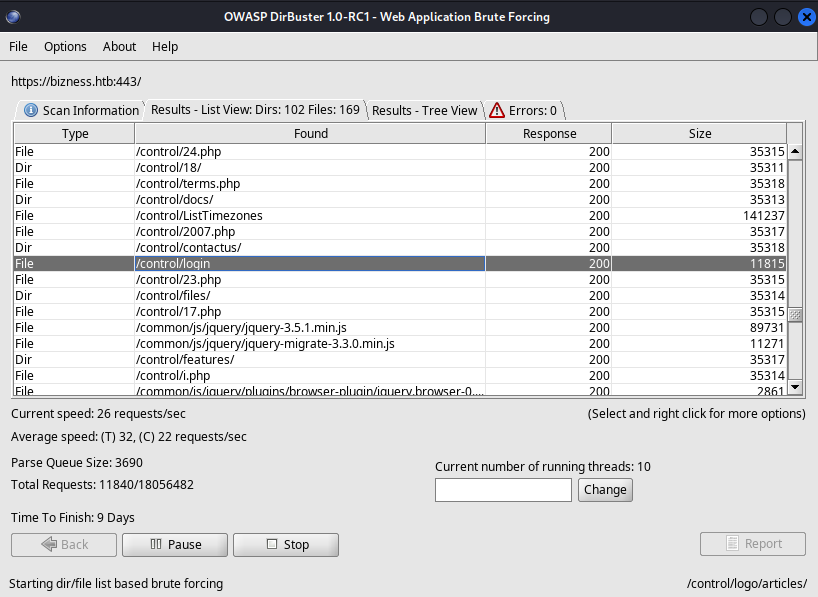 OWASP DirBuster 1.0-RC1 - Web Application Brute Forcing
File Options About Help
https://bizness.htb:443/
Scan Information Results - List View: Dirs: 102 Files: 169 Results - Tree View Errors: 0
Type Found Response Size
File /control/24.php 200 35315
Dir /control/18/ 200 35311
File /control/terms.php 200 35318
Dir /control/docs/ 200 35313
File /control/ListTimezones 200 141237
File /control/2007.php 200 35317
Dir /control/contactus/ 200 35318
File /control/login 200 11815
File /control/23.php 200 35315
Dir /control/files/ 200 35314
File /control/17.php 200 35315
File /common/js/jquery/jquery-3.5.1.min.js 200 89731
File /common/js/jquery/jquery-migrate-3.3.0.min.js 200 11271
Dir /control/features/ 200 35317
File /control/i.php 200 35314
File /common/js/jquery/plugins/browser-plugin/jquery.browser-0.... 200 2861
Current speed: 26 requests/sec (Select and right click for more options)
Average speed: (T) 32, (C) 22 requests/sec
Parse Queue Size: 3690 Current number of running threads: 10
Total Requests: 11840/18056482 Change
Time To Finish: 9 Days
Back Pause Stop Report
Starting dir/file list based brute forcing /control/logo/articles/